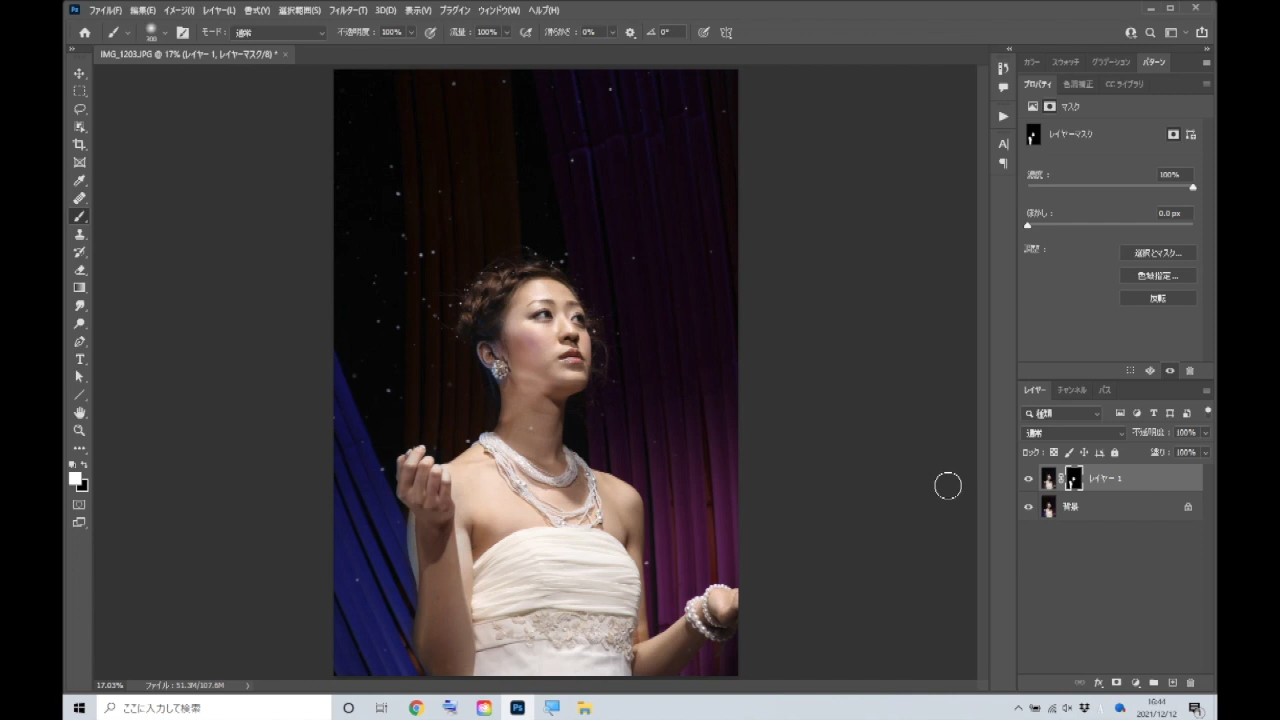 ファイル(F) 編集(E) イメージ(I) レイヤー(L) 書式(Y) 選択範囲(S) フィルター(T) 3D(D) 表示(V) プラグイン ウィンドウ(W) ヘルプ(H)
300 モード: 通常 不透明度: 100% 流量: 100% 滑らかさ: 0% 0°
IMG_1203.JPG @ 17% (レイヤー 1, レイヤーマスク/8) *
カラー スウォッチ グラデーション パターン
プロパティ 色調補正 CC ライブラリ
マスク
レイヤーマスク
濃度: 100%
ぼかし: 0.0 px
調整:
選択とマスク...
色域指定...
反転
レイヤー チャンネル パス
種類
通常 不透明度: 100%
ロック: 塗り: 100%
レイヤー 1
背景
17.03% ファイル: 51.3M/107.6M
ここに入力して検索
16:44
2021/12/12